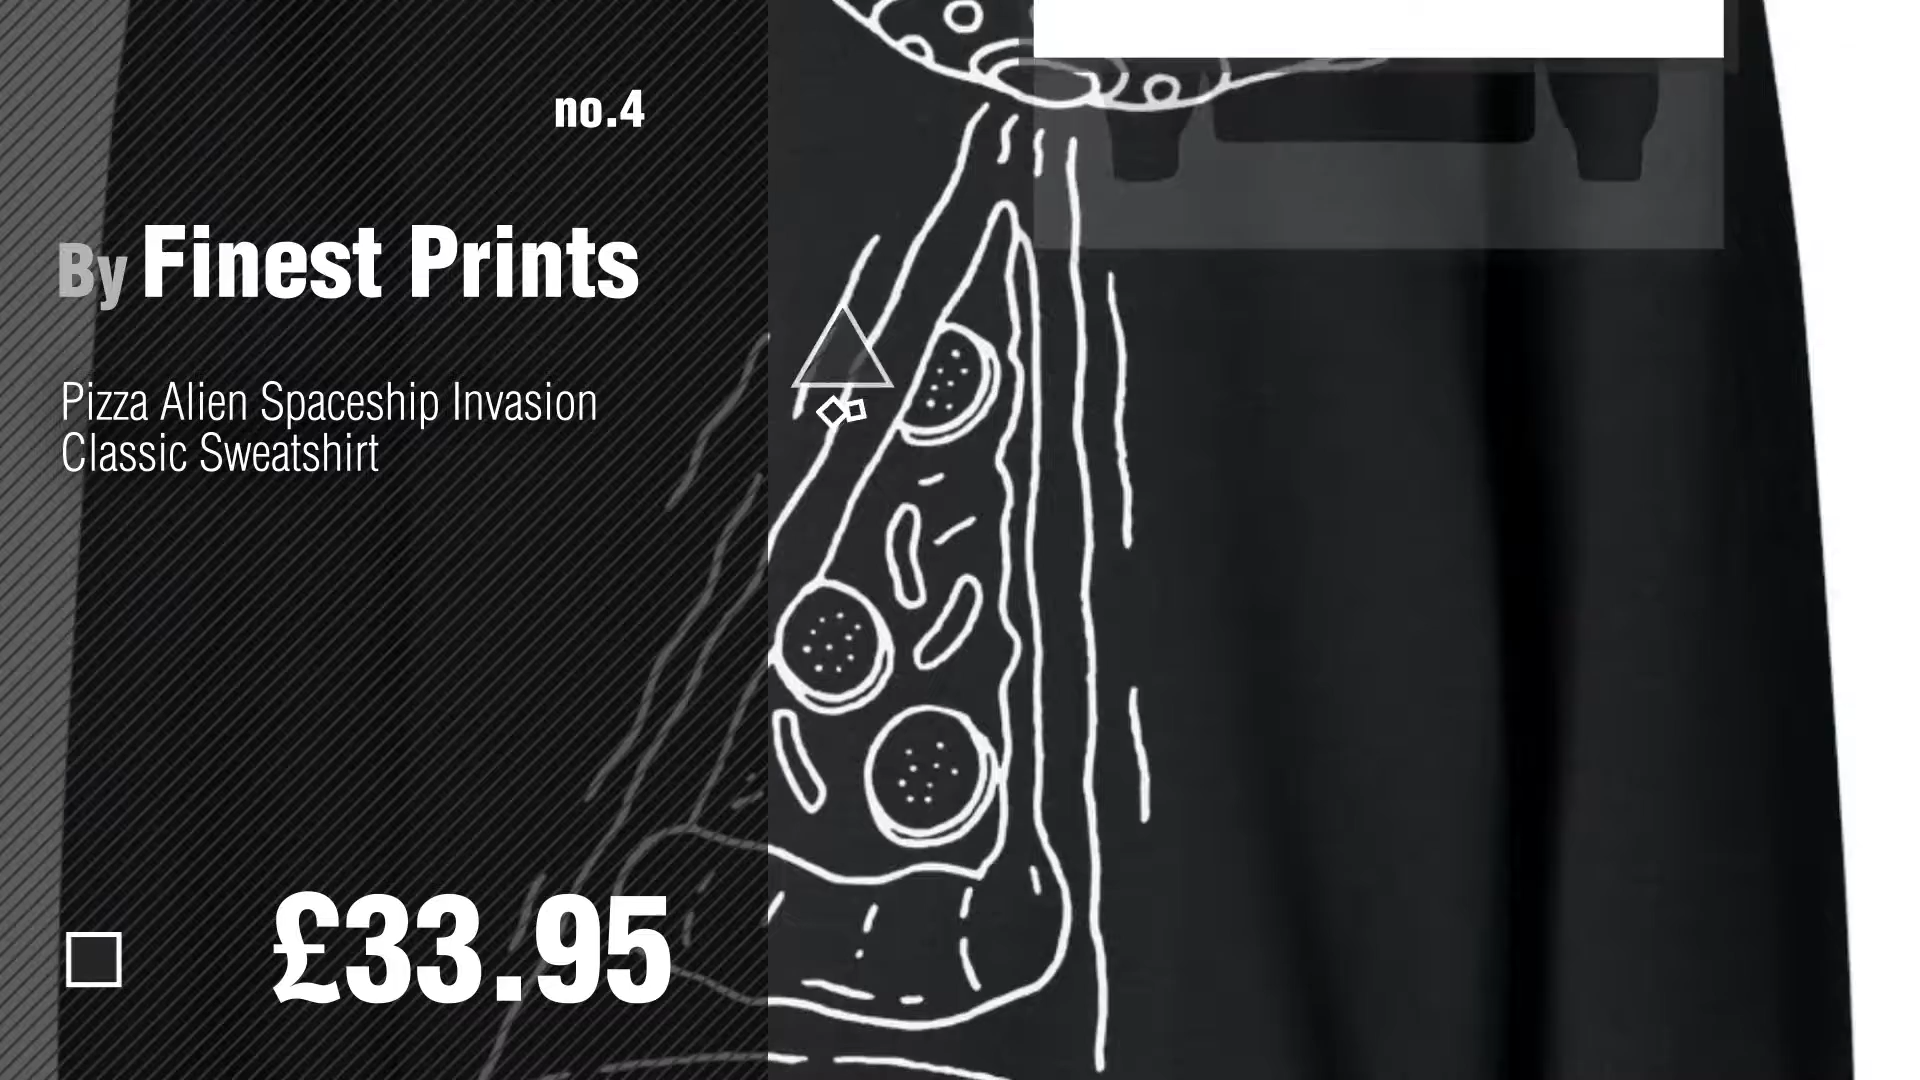 no.4
By Finest Prints
Pizza Alien Spaceship Invasion
Classic Sweatshirt
£33.95